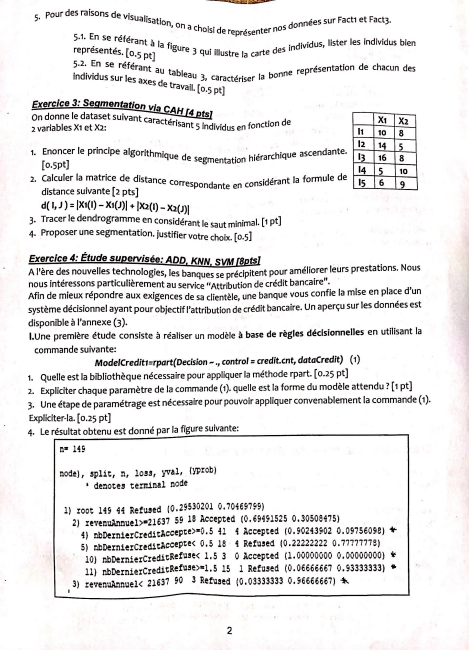 5. Pour des raisons de visualisation, on a choisi de représenter nos données sur Fact1 et Fact3.
5.1. En se référant à la figure 3 qui illustre la carte des individus, lister les individus bien
représentés. [0.5 pt]
5.2. En se référant au tableau 3, caractériser la bonne représentation de chacun des
individus sur les axes de travail. [0.5 pt]
Exercice 3: Segmentation via CAH [4 pts]
On donne le dataset suivant caractérisant 5 individus en fonction de
2 variables X1 et X2:
X1 X2
I1 10 8
I2 14 5
I3 16 8
I4 5 10
I5 6 9
1. Enoncer le principe algorithmique de segmentation hiérarchique ascendante.
[0.5pt]
2. Calculer la matrice de distance correspondante en considérant la formule de
distance suivante [2 pts]
d( I, J ) = |X1(I) – X1(J)| + |X2(I) – X2(J)|
3. Tracer le dendrogramme en considérant le saut minimal. [1 pt]
4. Proposer une segmentation. justifier votre choix. [0.5]
Exercice 4: Étude supervisée: ADD, KNN, SVM [8pts]
A l'ère des nouvelles technologies, les banques se précipitent pour améliorer leurs prestations. Nous
nous intéressons particulièrement au service "Attribution de crédit bancaire".
Afin de mieux répondre aux exigences de sa clientèle, une banque vous confie la mise en place d'un
système décisionnel ayant pour objectif l'attribution de crédit bancaire. Un aperçu sur les données est
disponible à l'annexe (3).
I.Une première étude consiste à réaliser un modèle à base de règles décisionnelles en utilisant la
commande suivante:
ModelCredit1=rpart(Decision ~ ., control = credit.cnt, dataCredit) (1)
1. Quelle est la bibliothèque nécessaire pour appliquer la méthode rpart. [0.25 pt]
2. Expliciter chaque paramètre de la commande (1). quelle est la forme du modèle attendu ? [1 pt]
3. Une étape de paramétrage est nécessaire pour pouvoir appliquer convenablement la commande (1).
Expliciter-la. [0.25 pt]
4. Le résultat obtenu est donné par la figure suivante:
n= 149
node), split, n, loss, yval, (yprob)
* denotes terminal node
1) root 149 44 Refused (0.29530201 0.70469799)
2) revenuAnnuel>=21637 59 18 Accepted (0.69491525 0.30508475)
4) nbDernierCreditAccepte>=0.5 41 4 Accepted (0.90243902 0.09756098) *
5) nbDernierCreditAccepte< 0.5 18 4 Refused (0.22222222 0.77777778)
10) nbDernierCreditRefuse< 1.5 3 0 Accepted (1.00000000 0.00000000) *
11) nbDernierCreditRefuse>=1.5 15 1 Refused (0.06666667 0.93333333) *
3) revenuAnnuel< 21637 90 3 Refused (0.03333333 0.96666667) *
2